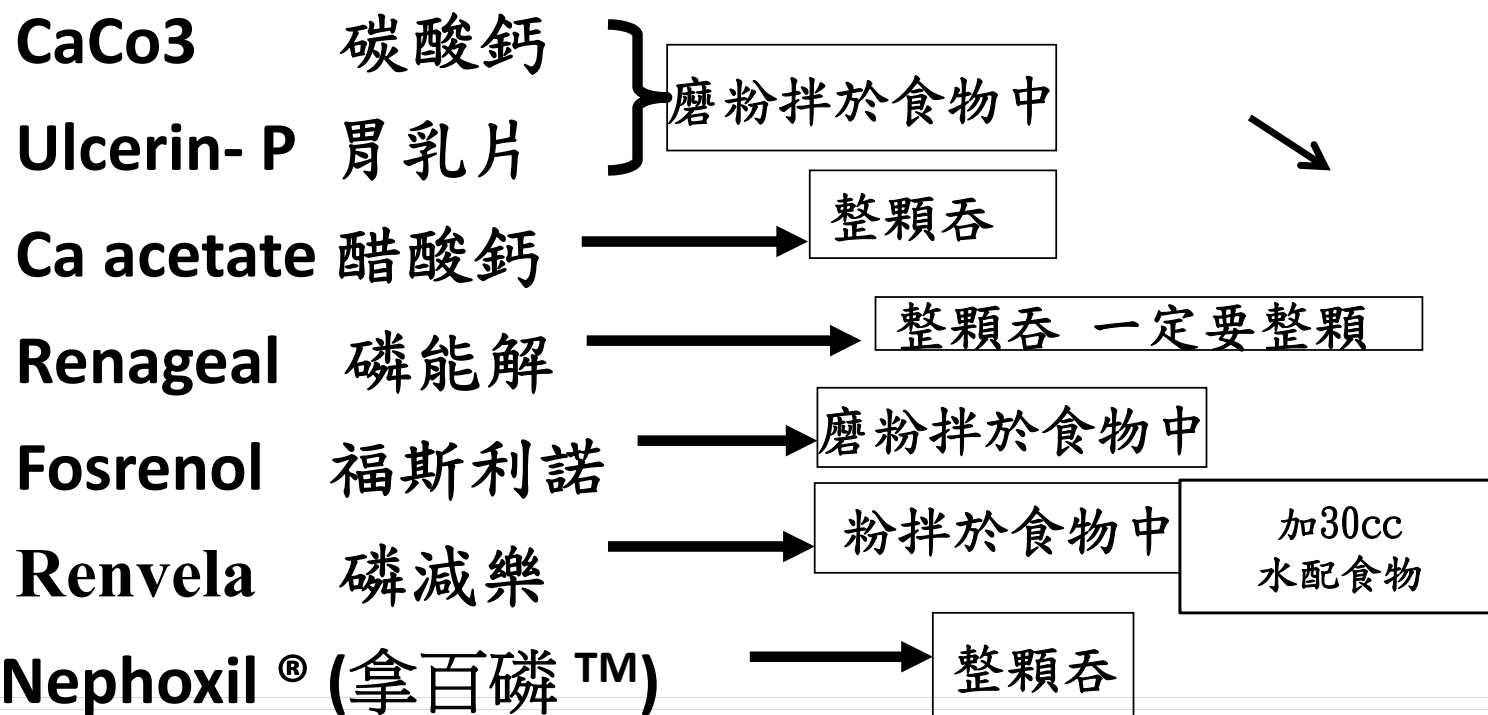 CaCo3 碳酸鈣
磨粉拌於食物中
Ulcerin- P 胃乳片
Ca acetate 醋酸鈣
整顆吞
Renageal 磷能解
整顆吞 一定要整顆
Fosrenol 福斯利諾
磨粉拌於食物中
Renvela 磷減樂
粉拌於食物中
加30cc
水配食物
Nephoxil ® (拿百磷 ™)
整顆吞